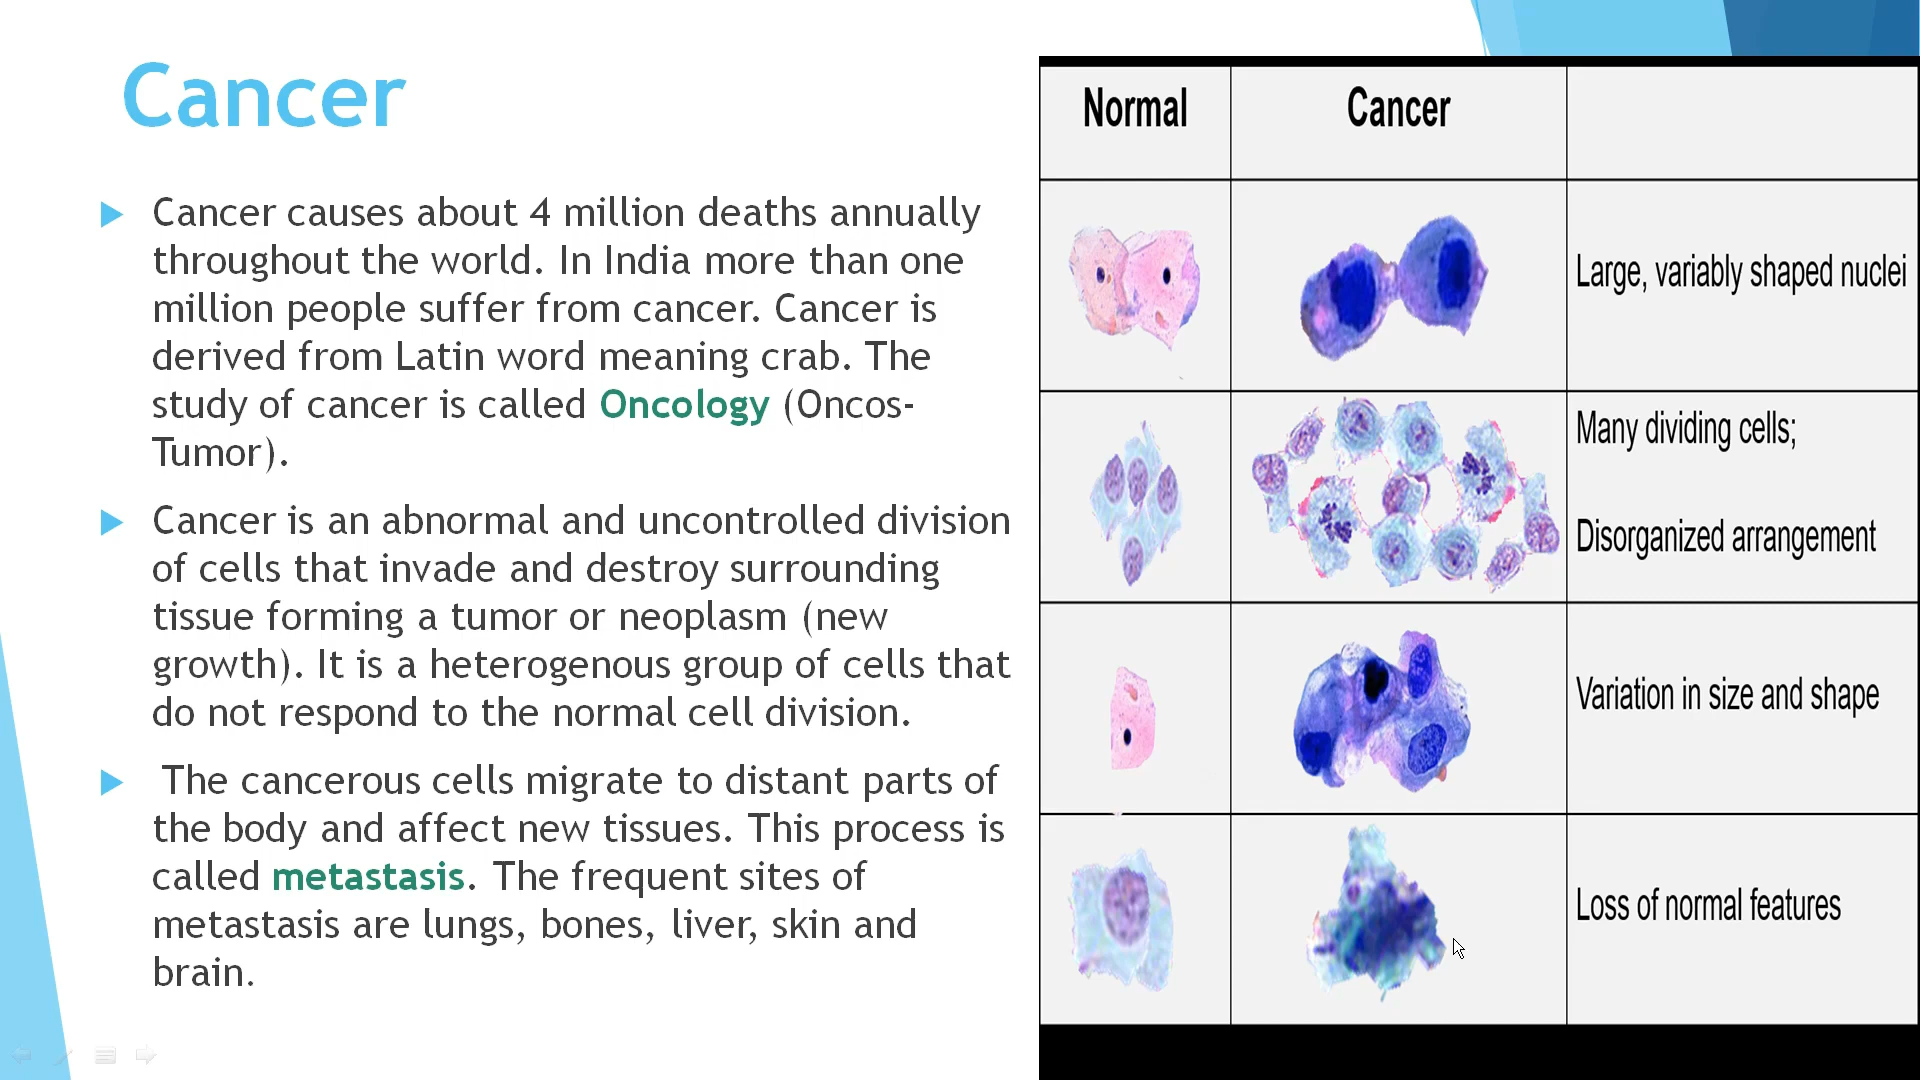 Cancer
Cancer causes about 4 million deaths annually
throughout the world. In India more than one
million people suffer from cancer. Cancer is
derived from Latin word meaning crab. The
study of cancer is called Oncology (Oncos-
Tumor).
Cancer is an abnormal and uncontrolled division
of cells that invade and destroy surrounding
tissue forming a tumor or neoplasm (new
growth). It is a heterogenous group of cells that
do not respond to the normal cell division.
The cancerous cells migrate to distant parts of
the body and affect new tissues. This process is
called metastasis. The frequent sites of
metastasis are lungs, bones, liver, skin and
brain.
Normal
Cancer
Large, variably shaped nuclei
Many dividing cells;
Disorganized arrangement
Variation in size and shape
Loss of normal features